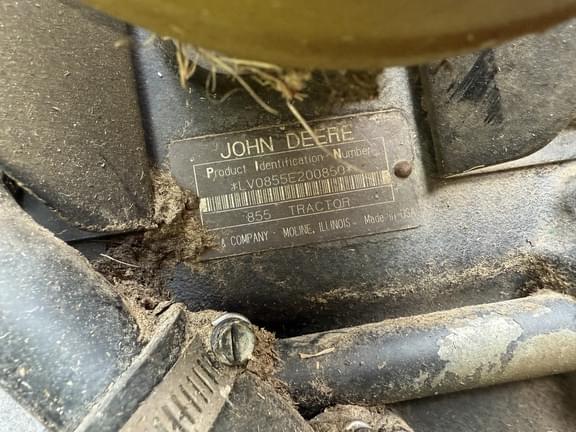 JOHN DEERE
Product Identification Number
*LV0855E200850*
855 TRACTOR
& COMPANY MOLINE, ILLINOIS Made in USA